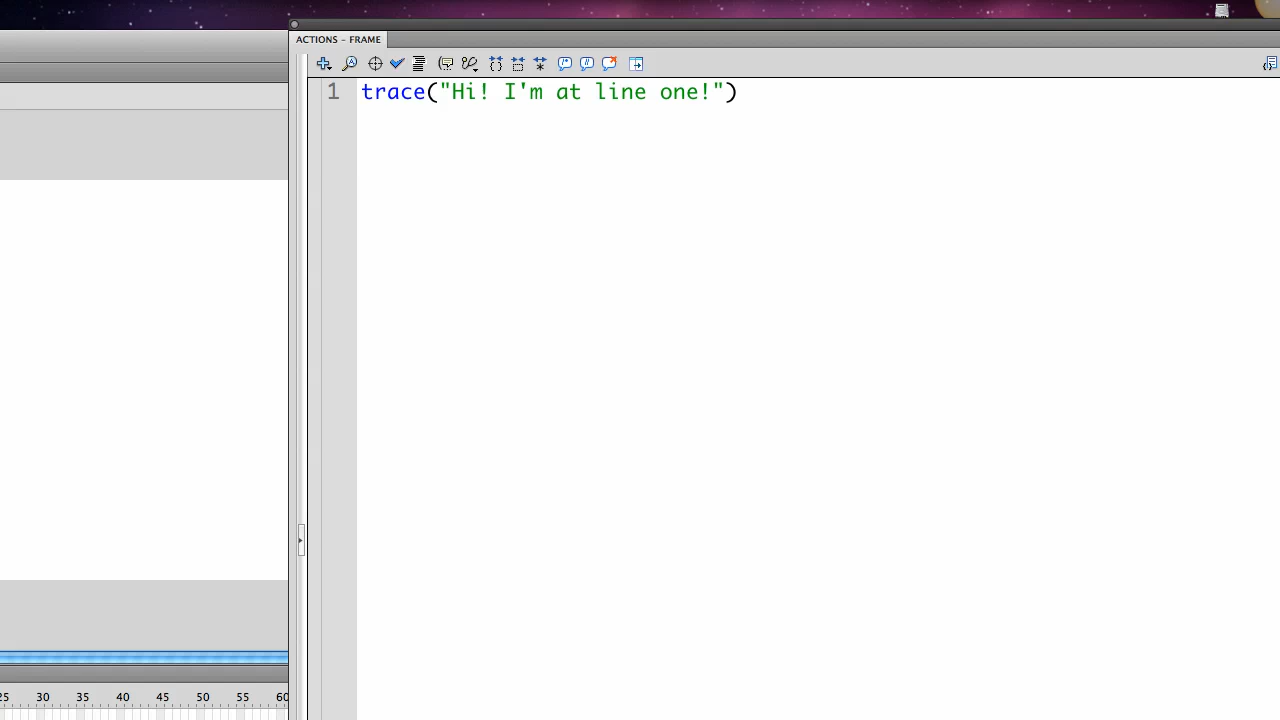 ACTIONS – FRAME
1 trace("Hi! I'm at line one!")
25 30 35 40 45 50 55 60